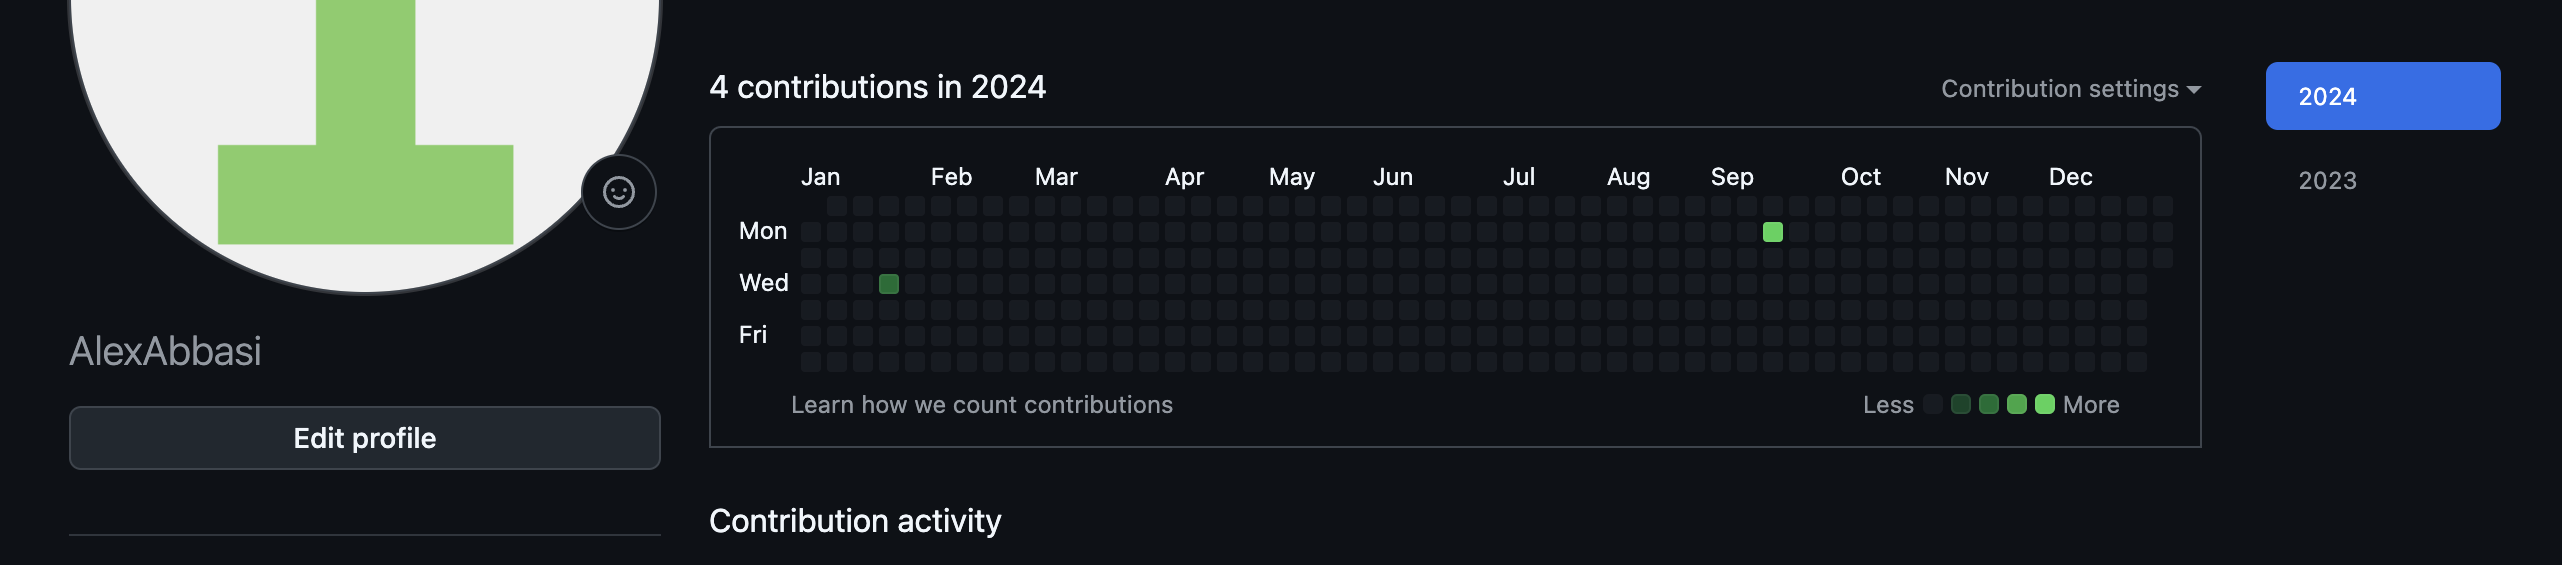 4 contributions in 2024
Contribution settings
2024
2023
Jan Feb Mar Apr May Jun Jul Aug Sep Oct Nov Dec
Mon
Wed
Fri
Learn how we count contributions
Less More
AlexAbbasi
Edit profile
Contribution activity